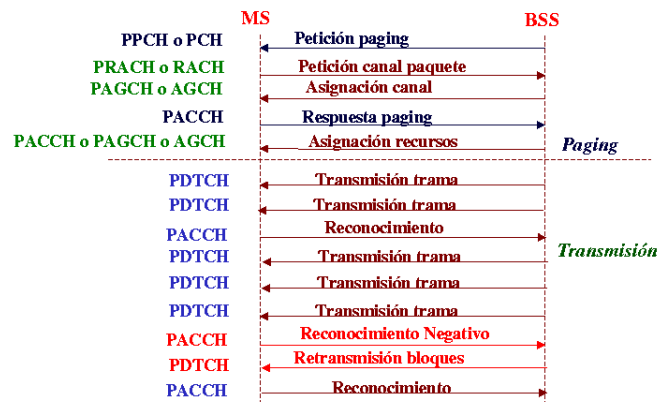 MS BSS
PPCH o PCH Petición paging
PRACH o RACH Petición canal paquete
PAGCH o AGCH Asignación canal
PACCH Respuesta paging
PACCH o PAGCH o AGCH Asignación recursos Paging
PDTCH Transmisión trama
PDTCH Transmisión trama
PACCH Reconocimiento
PDTCH Transmisión trama Transmisión
PDTCH Transmisión trama
PDTCH Transmisión trama
PACCH Reconocimiento Negativo
PDTCH Retransmisión bloques
PACCH Reconocimiento